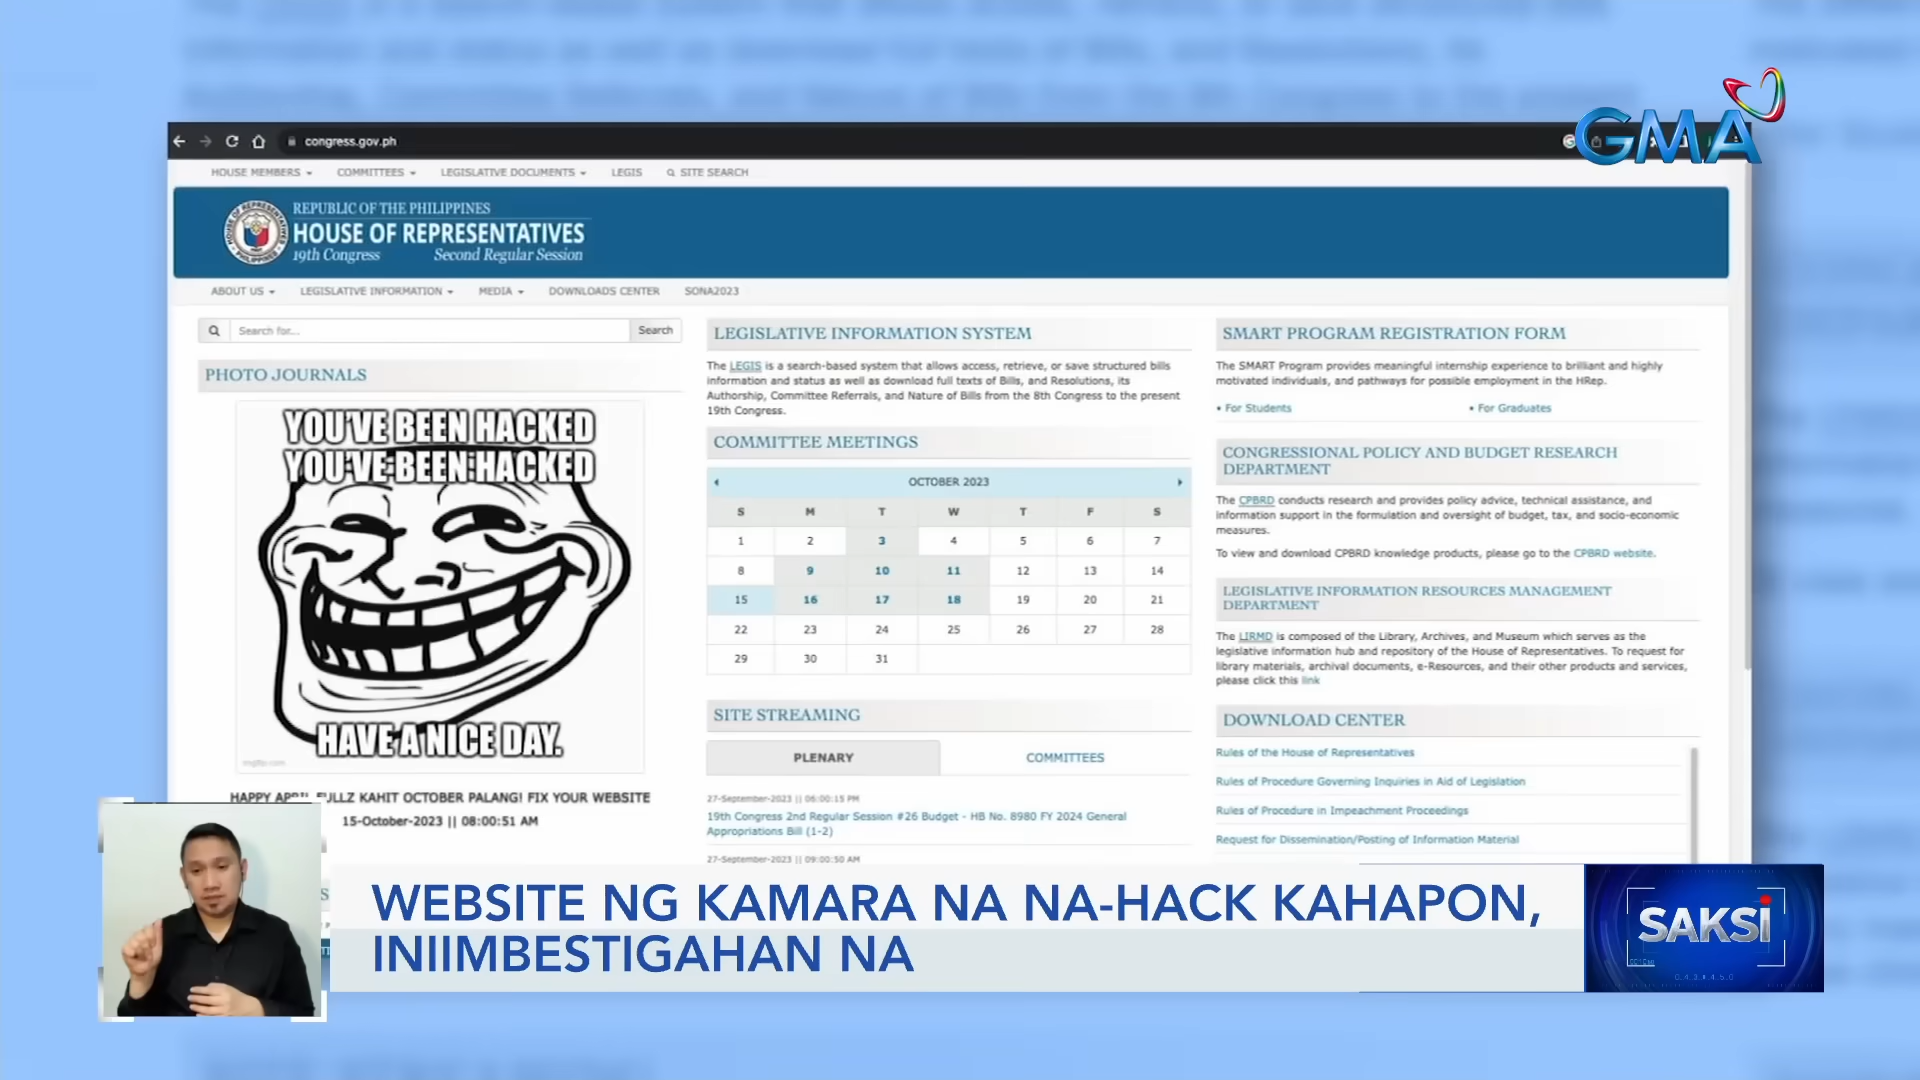 GMA
congress.gov.ph
HOUSE MEMBERS
COMMITTEES
LEGISLATIVE DOCUMENTS
LEGIS
SITE SEARCH
REPUBLIC OF THE PHILIPPINES
HOUSE OF REPRESENTATIVES
19th Congress Second Regular Session
ABOUT US
LEGISLATIVE INFORMATION
MEDIA
DOWNLOADS CENTER
SONA2023
Search for...
Search
PHOTO JOURNALS
YOU'VE BEEN HACKED
YOU'VE BEEN HACKED
HAVE A NICE DAY.
imgflip.com
HAPPY APRIL FULLZ KAHIT OCTOBER PALANG! FIX YOUR WEBSITE
15-October-2023 || 08:00:51 AM
LEGISLATIVE INFORMATION SYSTEM
The LEGIS is a search-based system that allows access, retrieve, or save structured bills
information and status as well as download full texts of Bills, and Resolutions, its
Authorship, Committee Referrals, and Nature of Bills from the 8th Congress to the present
19th Congress.
COMMITTEE MEETINGS
OCTOBER 2023
S M T W T F S
1 2 3 4 5 6 7
8 9 10 11 12 13 14
15 16 17 18 19 20 21
22 23 24 25 26 27 28
29 30 31
SITE STREAMING
PLENARY
COMMITTEES
27-September-2023 || 06:00:15 PM
19th Congress 2nd Regular Session #26 Budget - HB No. 8980 FY 2024 General
Appropriations Bill (1-2)
27-September-2023 || 09:00:50 AM
SMART PROGRAM REGISTRATION FORM
The SMART Program provides meaningful internship experience to brilliant and highly
motivated individuals, and pathways for possible employment in the HRep.
• For Students
• For Graduates
CONGRESSIONAL POLICY AND BUDGET RESEARCH
DEPARTMENT
The CPBRD conducts research and provides policy advice, technical assistance, and
information support in the formulation and oversight of budget, tax, and socio-economic
measures.
To view and download CPBRD knowledge products, please go to the CPBRD website.
LEGISLATIVE INFORMATION RESOURCES MANAGEMENT
DEPARTMENT
The LIRMD is composed of the Library, Archives, and Museum which serves as the
legislative information hub and repository of the House of Representatives. To request for
library materials, archival documents, e-Resources, and their other products and services,
please click this link
DOWNLOAD CENTER
Rules of the House of Representatives
Rules of Procedure Governing Inquiries in Aid of Legislation
Rules of Procedure in Impeachment Proceedings
Request for Dissemination/Posting of Information Material
WEBSITE NG KAMARA NA NA-HACK KAHAPON,
INIIMBESTIGAHAN NA
SAKSI